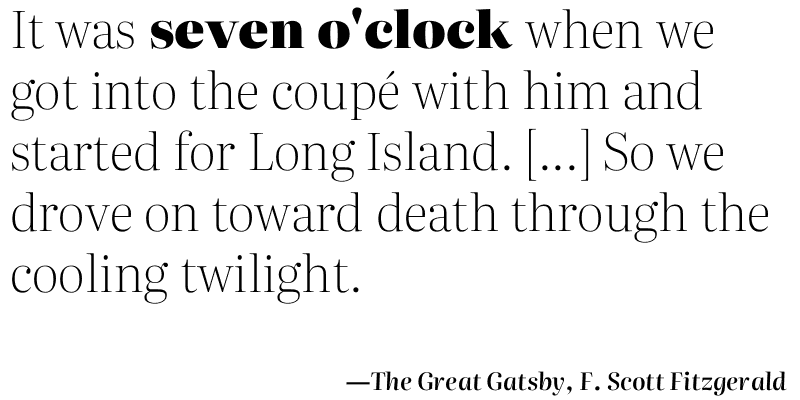 It was seven o'clock when we
got into the coupé with him and
started for Long Island. [...] So we
drove on toward death through the
cooling twilight.
—The Great Gatsby, F. Scott Fitzgerald